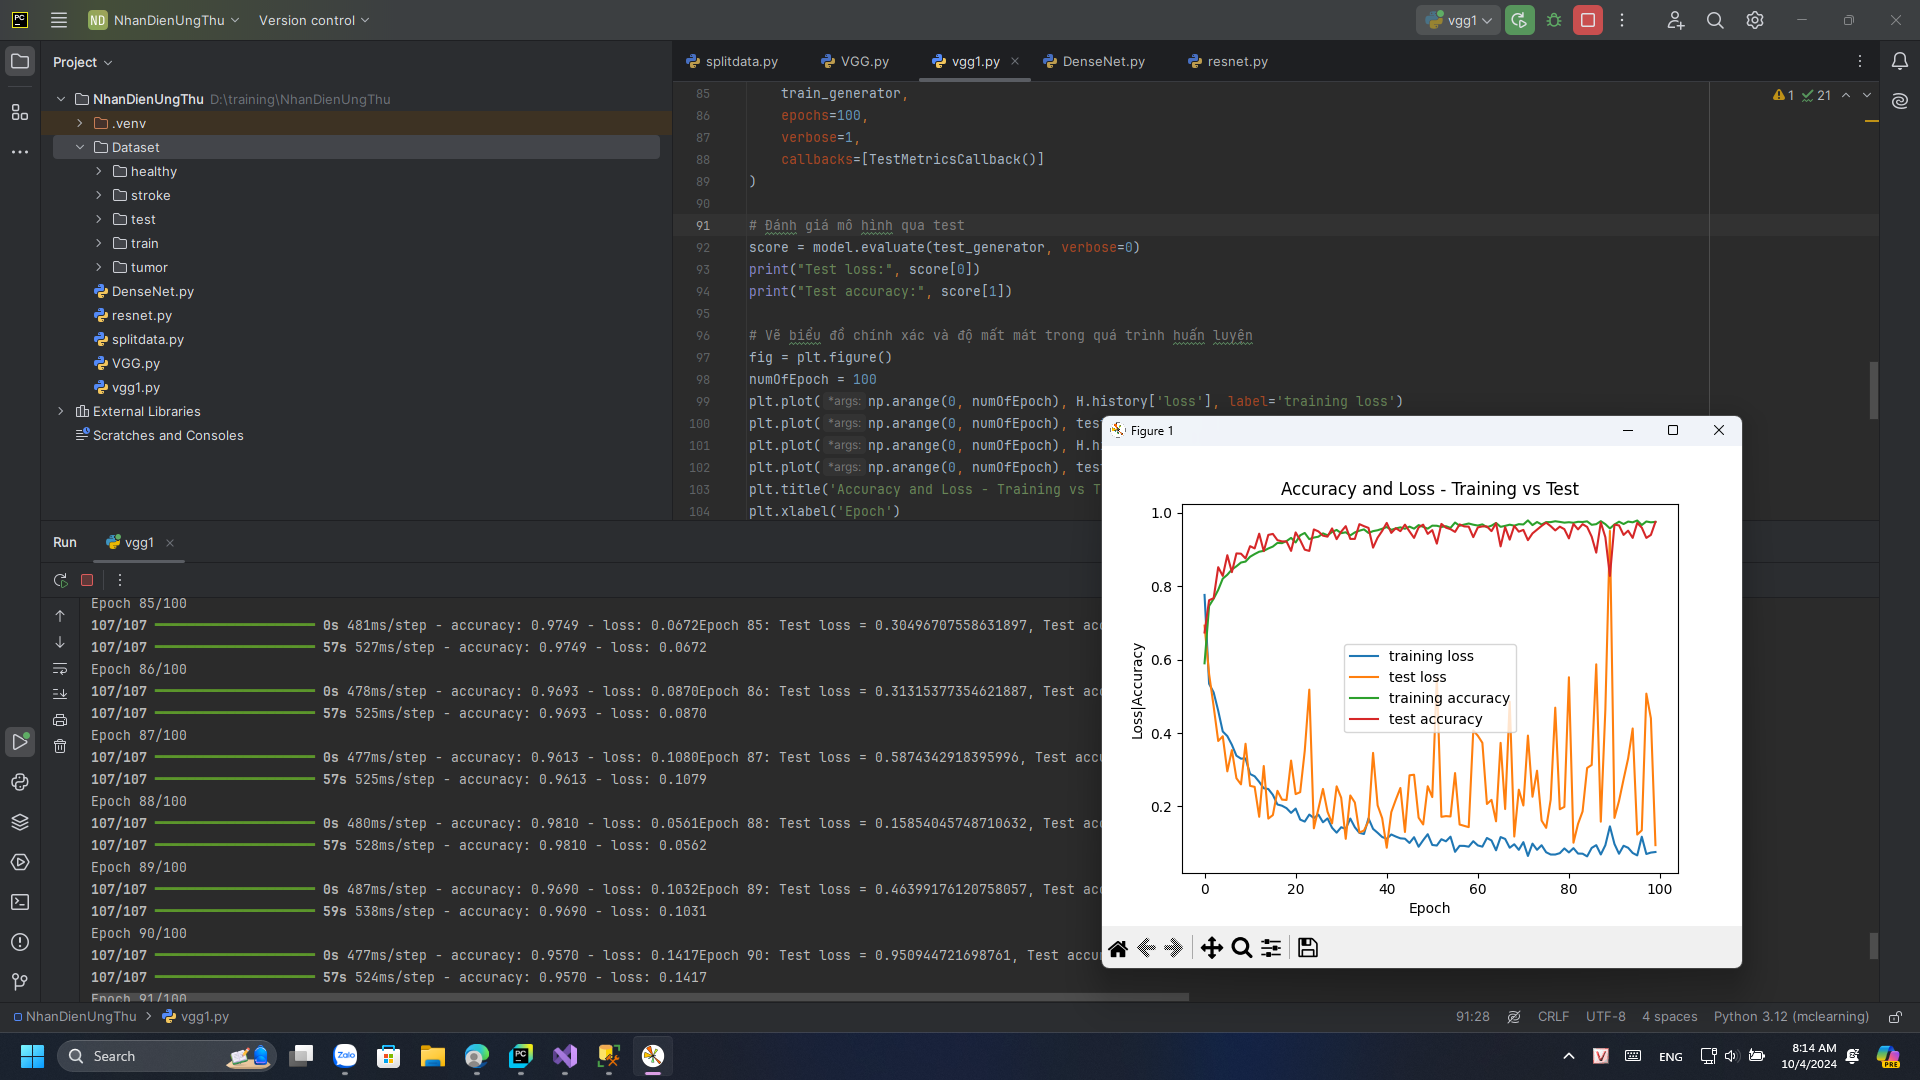 ND NhanDienUngThu Version control vgg1
Project
NhanDienUngThu D:\training\NhanDienUngThu
.venv
Dataset
healthy
stroke
test
train
tumor
DenseNet.py
resnet.py
splitdata.py
VGG.py
vgg1.py
External Libraries
Scratches and Consoles
splitdata.py VGG.py vgg1.py DenseNet.py resnet.py
1 21
85 train_generator,
86 epochs=100,
87 verbose=1,
88 callbacks=[TestMetricsCallback()]
89 )
90
91 # Đánh giá mô hình qua test
92 score = model.evaluate(test_generator, verbose=0)
93 print("Test loss:", score[0])
94 print("Test accuracy:", score[1])
95
96 # Vẽ biểu đồ chính xác và độ mất mát trong quá trình huấn luyện
97 fig = plt.figure()
98 numOfEpoch = 100
99 plt.plot( *args: np.arange(0, numOfEpoch), H.history['loss'], label='training loss')
100 plt.plot( *args: np.arange(0, numOfEpoch), tes
101 plt.plot( *args: np.arange(0, numOfEpoch), H.h
102 plt.plot( *args: np.arange(0, numOfEpoch), tes
103 plt.title('Accuracy and Loss - Training vs T
104 plt.xlabel('Epoch')
Run vgg1
Epoch 85/100
107/107 0s 481ms/step - accuracy: 0.9749 - loss: 0.0672Epoch 85: Test loss = 0.30496707558631897, Test acc
107/107 57s 527ms/step - accuracy: 0.9749 - loss: 0.0672
Epoch 86/100
107/107 0s 478ms/step - accuracy: 0.9693 - loss: 0.0870Epoch 86: Test loss = 0.31315377354621887, Test acc
107/107 57s 525ms/step - accuracy: 0.9693 - loss: 0.0870
Epoch 87/100
107/107 0s 477ms/step - accuracy: 0.9613 - loss: 0.1080Epoch 87: Test loss = 0.5874342918395996, Test accu
107/107 57s 525ms/step - accuracy: 0.9613 - loss: 0.1079
Epoch 88/100
107/107 0s 480ms/step - accuracy: 0.9810 - loss: 0.0561Epoch 88: Test loss = 0.15854045748710632, Test acc
107/107 57s 528ms/step - accuracy: 0.9810 - loss: 0.0562
Epoch 89/100
107/107 0s 487ms/step - accuracy: 0.9690 - loss: 0.1032Epoch 89: Test loss = 0.46399176120758057, Test acc
107/107 59s 538ms/step - accuracy: 0.9690 - loss: 0.1031
Epoch 90/100
107/107 0s 477ms/step - accuracy: 0.9570 - loss: 0.1417Epoch 90: Test loss = 0.950944721698761, Test accur
107/107 57s 524ms/step - accuracy: 0.9570 - loss: 0.1417
Epoch 91/100
Figure 1
Accuracy and Loss - Training vs Test
1.0
0.8
0.6
0.4
0.2
Loss|Accuracy
training loss
test loss
training accuracy
test accuracy
0 20 40 60 80 100
Epoch
NhanDienUngThu > vgg1.py
91:28 CRLF UTF-8 4 spaces Python 3.12 (mclearning)
Search
Zalo
ENG
8:14 AM
10/4/2024
PRE